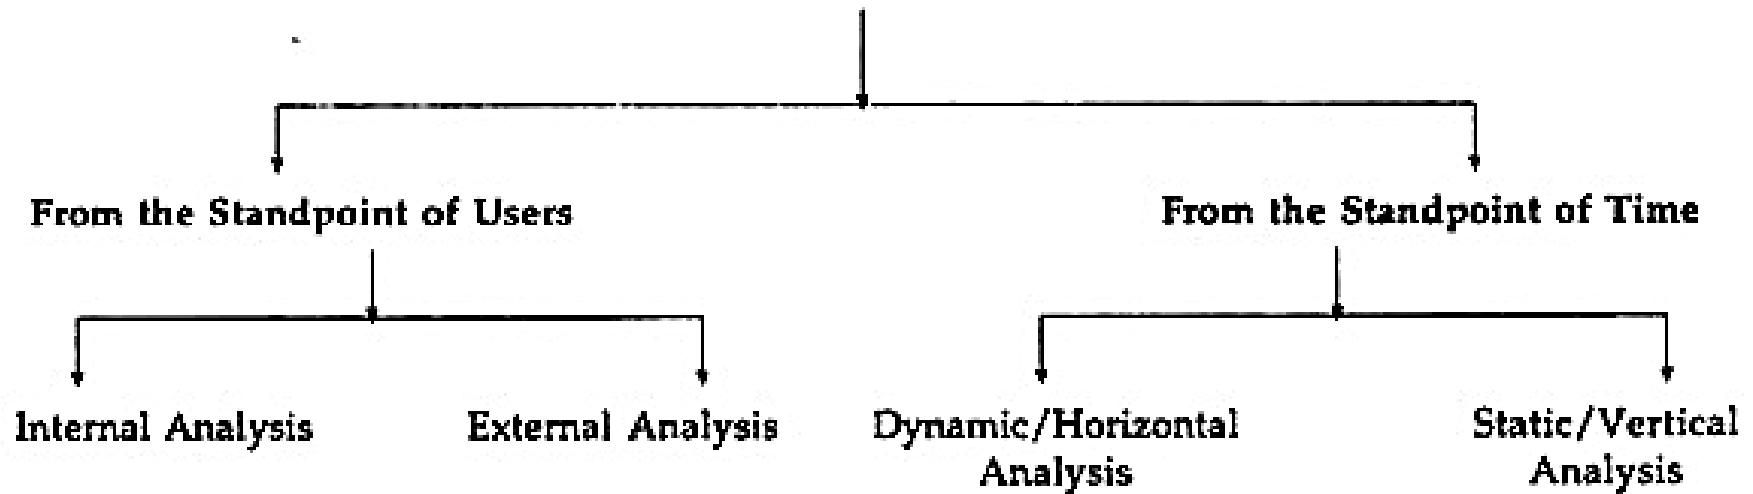 From the Standpoint of Users
From the Standpoint of Time
Internal Analysis
External Analysis
Dynamic/Horizontal
Analysis
Static/Vertical
Analysis